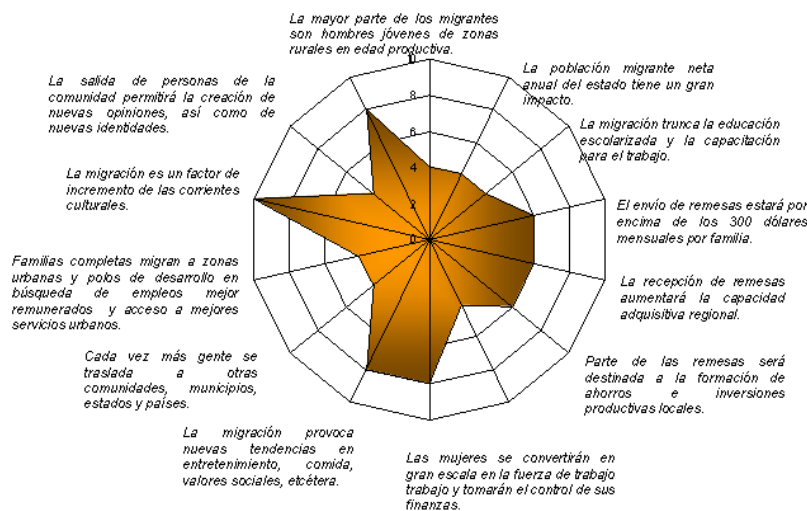 La mayor parte de los migrantes
son hombres jóvenes de zonas
rurales en edad productiva.
La población migrante neta
anual del estado tiene un gran
impacto.
La migración trunca la educación
escolarizada y la capacitación
para el trabajo.
El envío de remesas estará por
encima de los 300 dólares
mensuales por familia.
La recepción de remesas
aumentará la capacidad
adquisitiva regional.
Parte de las remesas será
destinada a la formación de
ahorros e inversiones
productivas locales.
Las mujeres se convertirán en
gran escala en la fuerza de trabajo
trabajo y tomarán el control de sus
finanzas.
La migración provoca
nuevas tendencias en
entretenimiento, comida,
valores sociales, etcétera.
Cada vez más gente se
traslada a otras
comunidades, municipios,
estados y países.
Familias completas migran a zonas
urbanas y polos de desarrollo en
búsqueda de empleos mejor
remunerados y acceso a mejores
servicios urbanos.
La migración es un factor de
incremento de las corrientes
culturales.
La salida de personas de la
comunidad permitirá la creación de
nuevas opiniones, así como de
nuevas identidades.
10
8
6
4
2
0